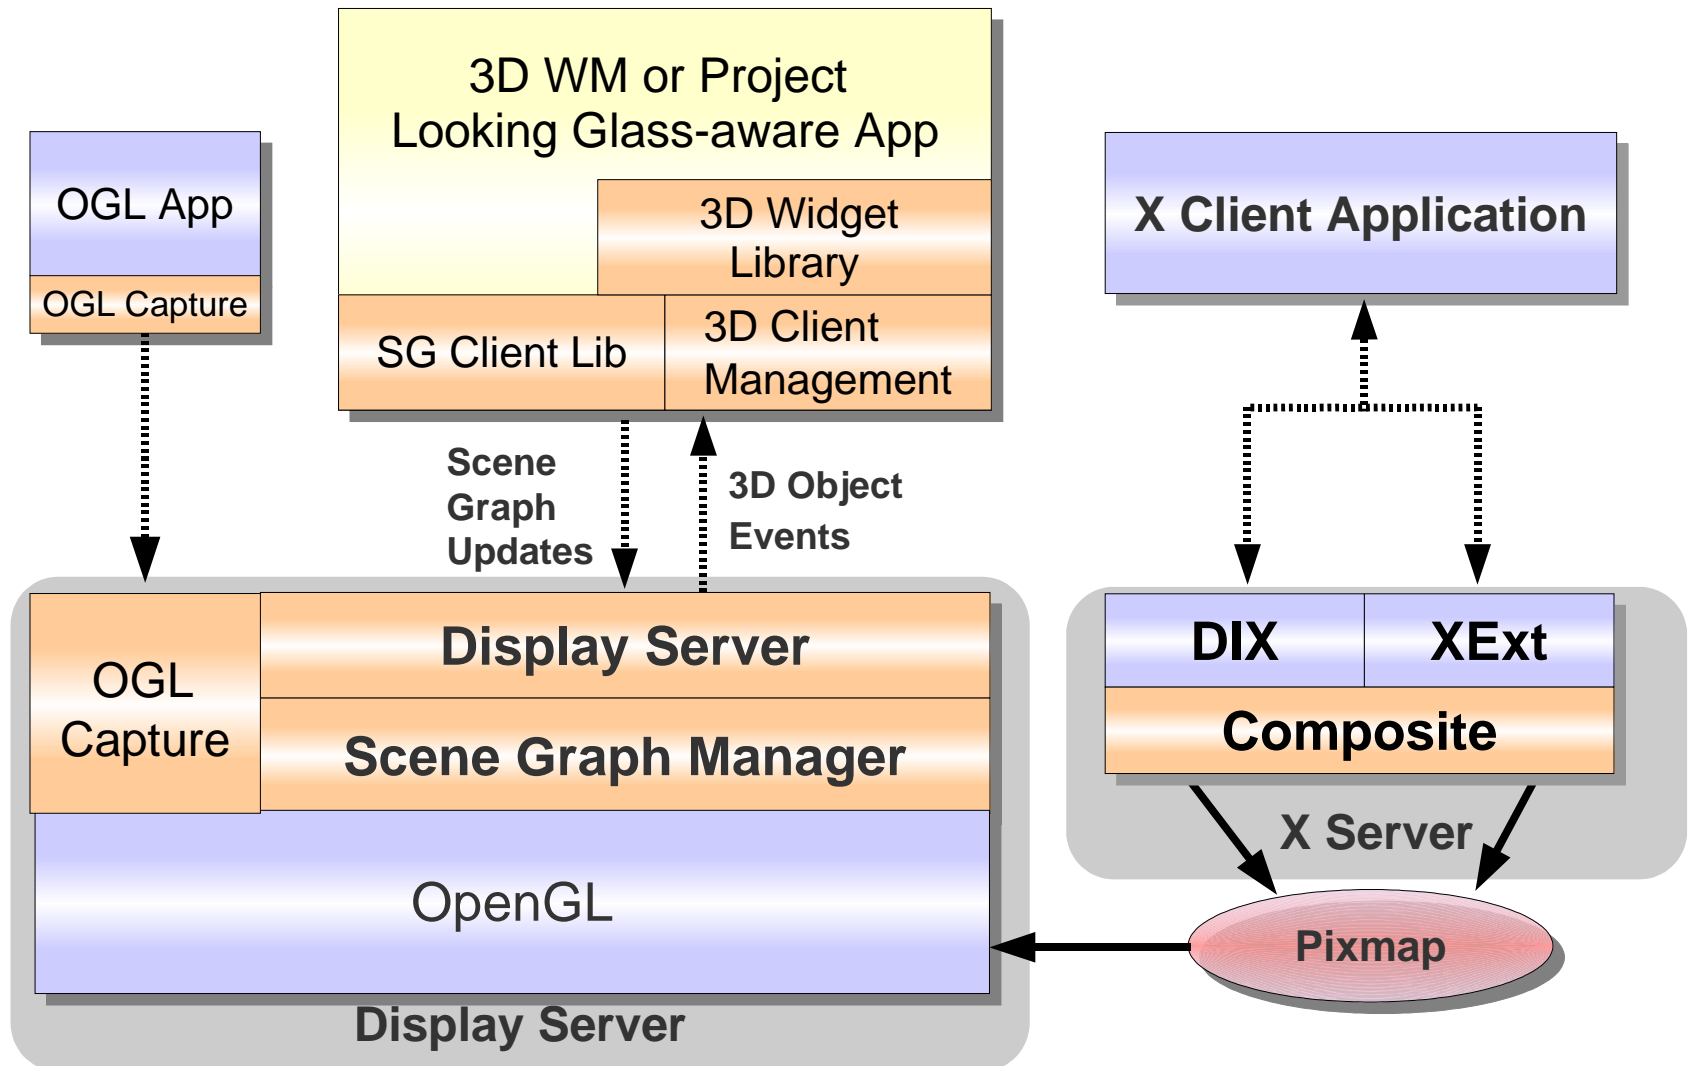 3D WM or Project
Looking Glass-aware App
OGL App
OGL Capture
3D Widget
Library
SG Client Lib
3D Client
Management
X Client Application
Scene
Graph
Updates
3D Object
Events
OGL
Capture
Display Server
Scene Graph Manager
OpenGL
Display Server
DIX
XExt
Composite
X Server
Pixmap